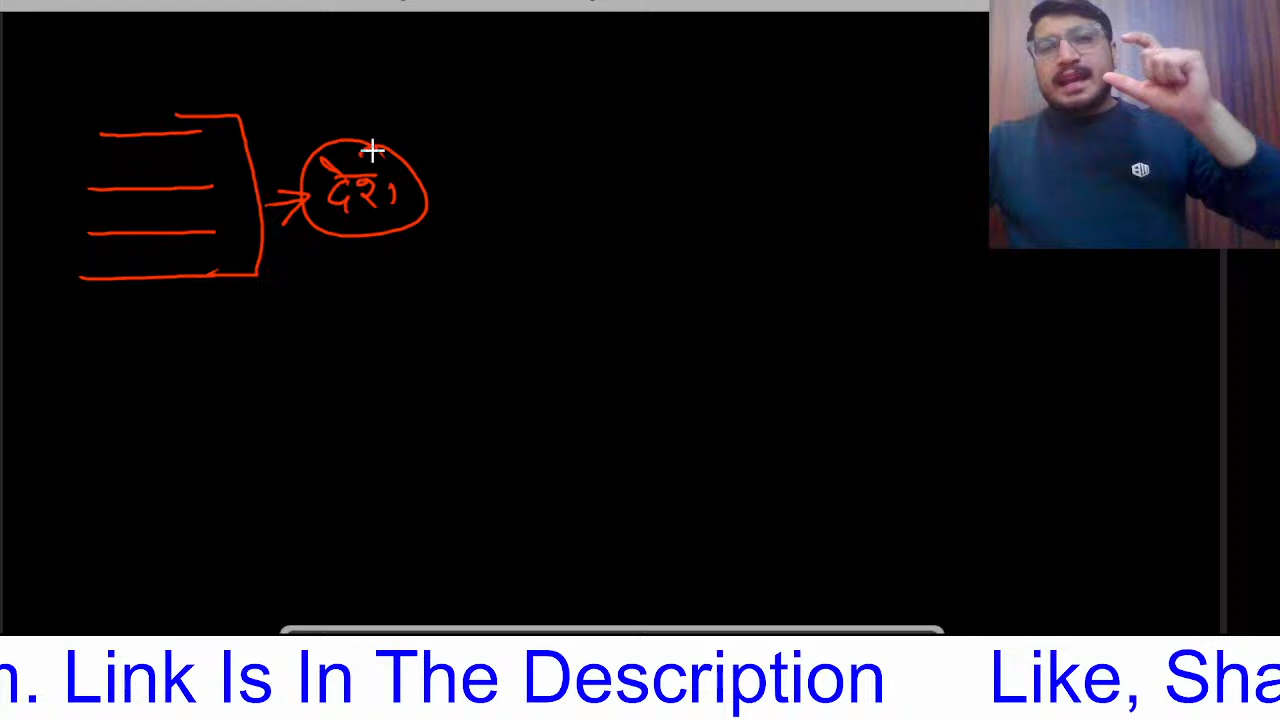 देश
n. Link Is In The Description Like, Sha